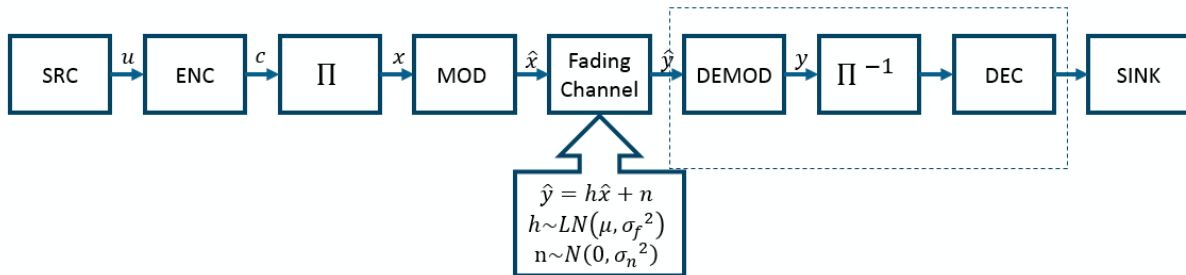 u c x x̂ ŷ y
SRC ENC ∏ MOD Fading Channel DEMOD ∏⁻¹ DEC SINK
ŷ = hx̂ + n
h~LN(μ, σ_f²)
n~N(0, σ_n²)